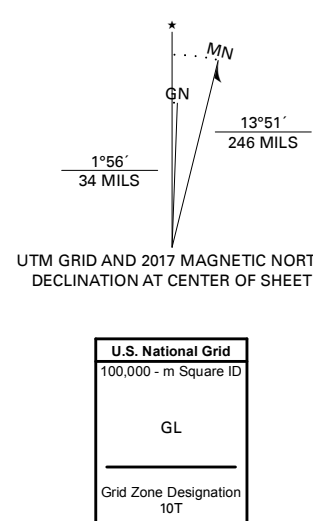 ★
MN
GN
13°51´
246 MILS
1°56´
34 MILS
UTM GRID AND 2017 MAGNETIC NORT
DECLINATION AT CENTER OF SHEET
U.S. National Grid
100,000 - m Square ID
GL
Grid Zone Designation
10T